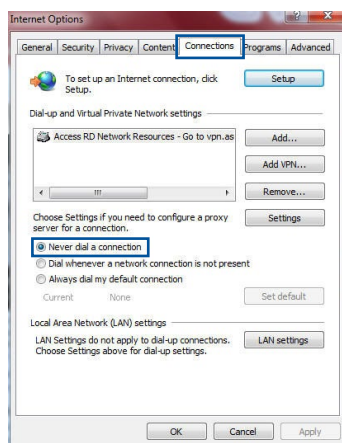 Internet Options
General Security Privacy Content Connections Programs Advanced
To set up an Internet connection, click
Setup.
Setup
Dial-up and Virtual Private Network settings
Access RD Network Resources - Go to vpn.as
Add...
Add VPN...
Remove...
Choose Settings if you need to configure a proxy
server for a connection.
Settings
Never dial a connection
Dial whenever a network connection is not present
Always dial my default connection
Current None Set default
Local Area Network (LAN) settings
LAN Settings do not apply to dial-up connections.
Choose Settings above for dial-up settings.
LAN settings
OK Cancel Apply